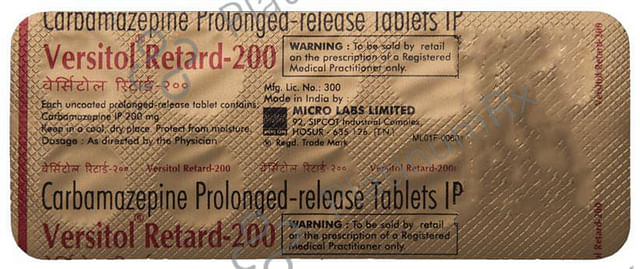 Carbamazepine Prolonged-release Tablets IP
Versitol® Retard-200
वेर्सिटोल रिटार्ड-२००
Each uncoated prolonged-release tablet contains:
Carbamazepine IP 200 mg
Keep in a cool, dry place. Protect from moisture.
Dosage : As directed by the Physician
WARNING : To be sold by retail
on the prescription of a Registered
Medical Practitioner only.
Mfg. Lic. No.: 300
Made in India by :
MICRO LABS LIMITED
92, SIPCOT Industrial Complex,
HOSUR - 635 126 (T.N.)
® Regd. Trade Mark
वेर्सिटोल रिटार्ड-२०० Versitol Retard-200 वेर्सिटोल रिटार्ड-२०० Versitol Retard-200
Carbamazepine Prolonged-release Tablets IP
Versitol® Retard-200
WARNING : To be sold by retail
on the prescription of a Registered
Medical Practitioner only.
Versitol Retard-200